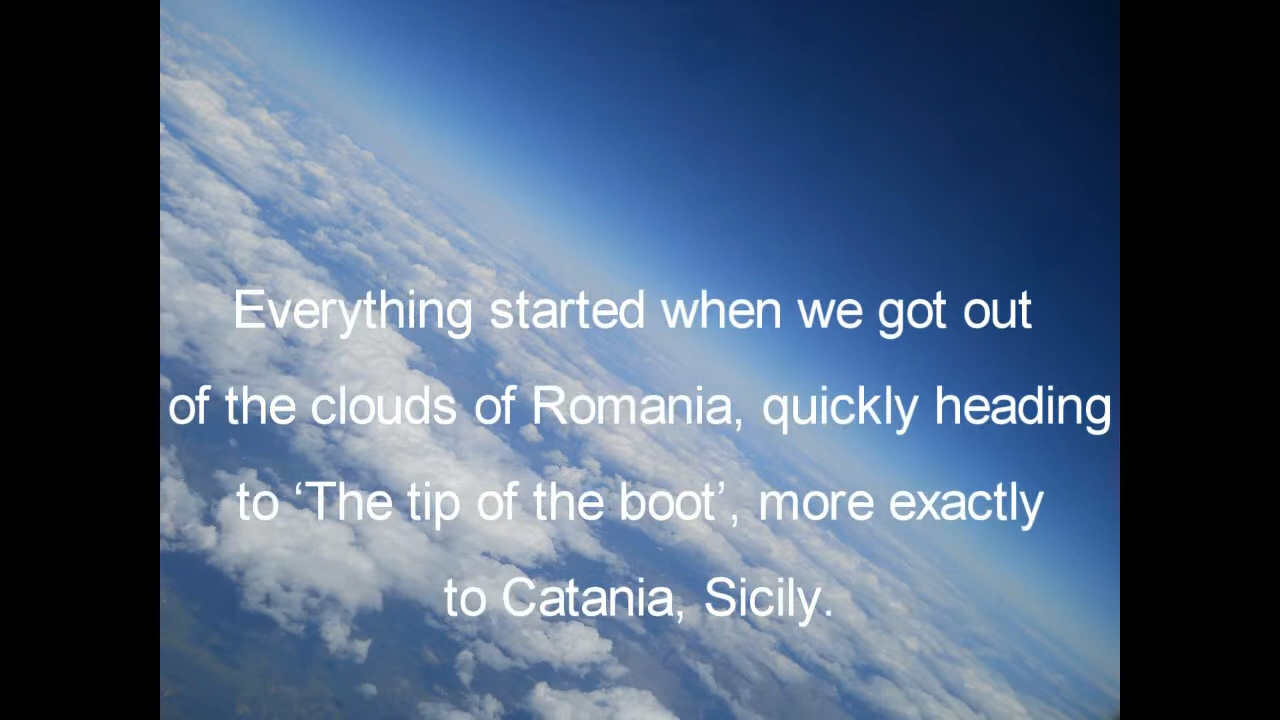 Everything started when we got out
of the clouds of Romania, quickly heading
to ‘The tip of the boot’, more exactly
to Catania, Sicily.